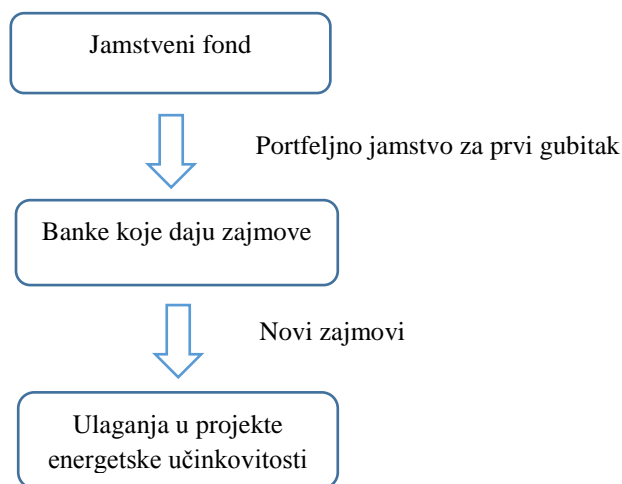 Jamstveni fond
Portfeljno jamstvo za prvi gubitak
Banke koje daju zajmove
Novi zajmovi
Ulaganja u projekte
energetske učinkovitosti